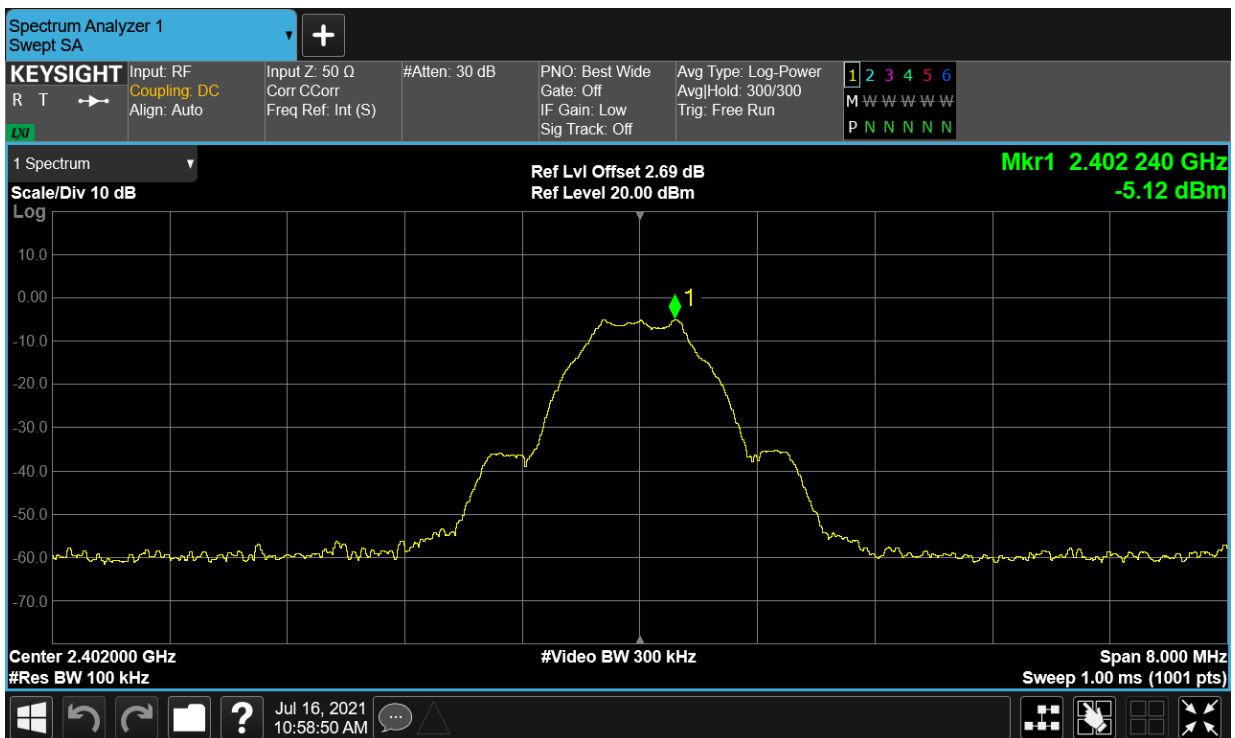 Spectrum Analyzer 1
Swept SA
KEYSIGHT
R T
LXI
Input: RF
Coupling: DC
Align: Auto
Input Z: 50 Ω
Corr CCorr
Freq Ref: Int (S)
#Atten: 30 dB
PNO: Best Wide
Gate: Off
IF Gain: Low
Sig Track: Off
Avg Type: Log-Power
Avg|Hold: 300/300
Trig: Free Run
1 2 3 4 5 6
M W W W W W
P N N N N N
1 Spectrum
Scale/Div 10 dB
Log
Ref Lvl Offset 2.69 dB
Ref Level 20.00 dBm
Mkr1 2.402 240 GHz
-5.12 dBm
10.0
0.00
1
-10.0
-20.0
-30.0
-40.0
-50.0
-60.0
-70.0
Center 2.402000 GHz
#Res BW 100 kHz
#Video BW 300 kHz
Span 8.000 MHz
Sweep 1.00 ms (1001 pts)
?
Jul 16, 2021
10:58:50 AM